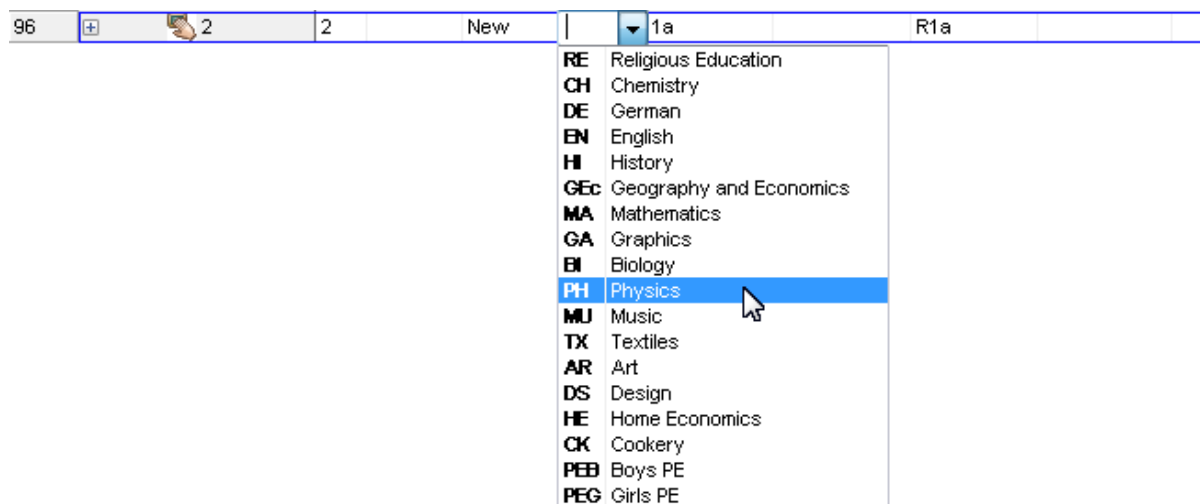 96 2 2 New 1a R1a
RE Religious Education
CH Chemistry
DE German
EN English
HI History
GEc Geography and Economics
MA Mathematics
GA Graphics
BI Biology
PH Physics
MU Music
TX Textiles
AR Art
DS Design
HE Home Economics
CK Cookery
PEB Boys PE
PEG Girls PE